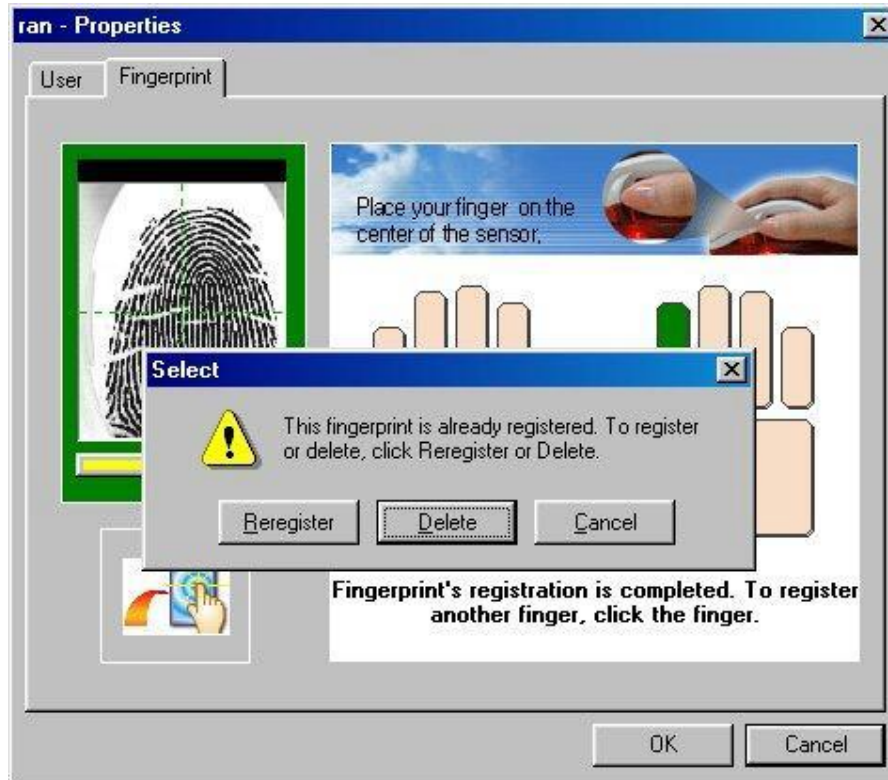 ran - Properties
User
Fingerprint
Place your finger on the
center of the sensor,
Select
This fingerprint is already registered. To register
or delete, click Reregister or Delete.
Reregister
Delete
Cancel
Fingerprint's registration is completed. To register
another finger, click the finger.
OK
Cancel